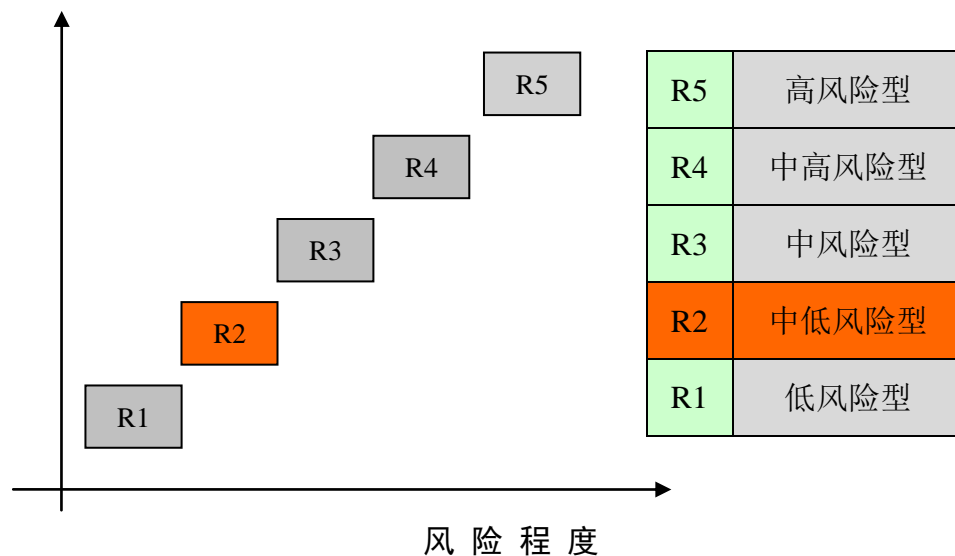 R5
R4
R3
R2
R1
风险程度
R5 高风险型
R4 中高风险型
R3 中风险型
R2 中低风险型
R1 低风险型